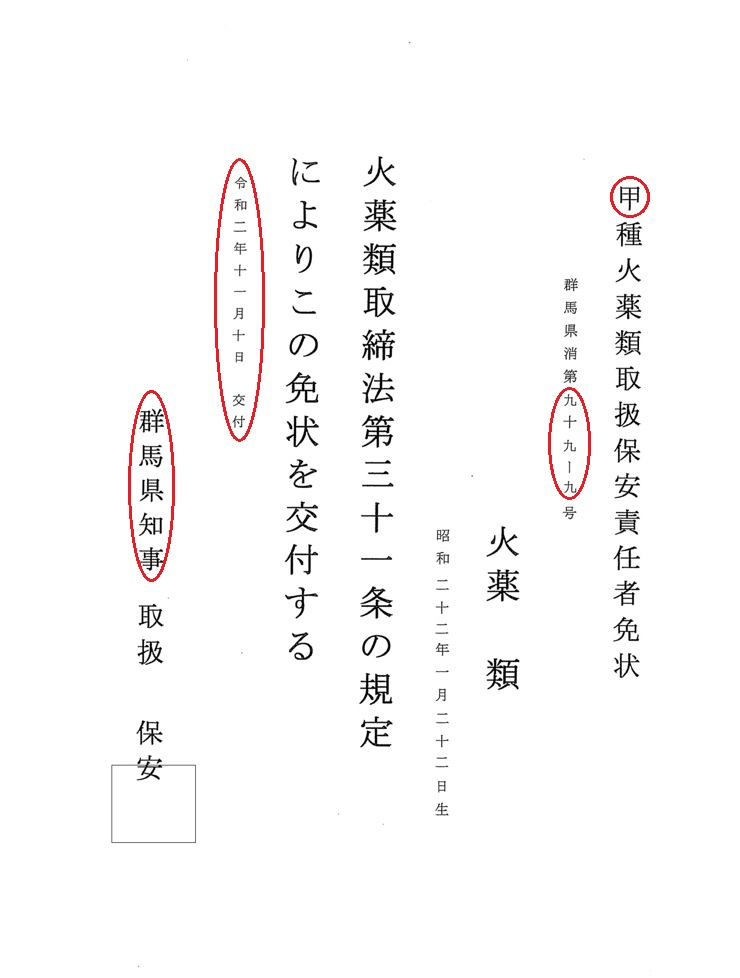 甲種火薬類取扱保安責任者免状
群馬県消第九十九ー九号
火薬　類
昭和二十二年一月二十二日生
火薬類取締法第三十一条の規定
によりこの免状を交付する
令和二年十一月十日　交付
群馬県知事　取扱　保安